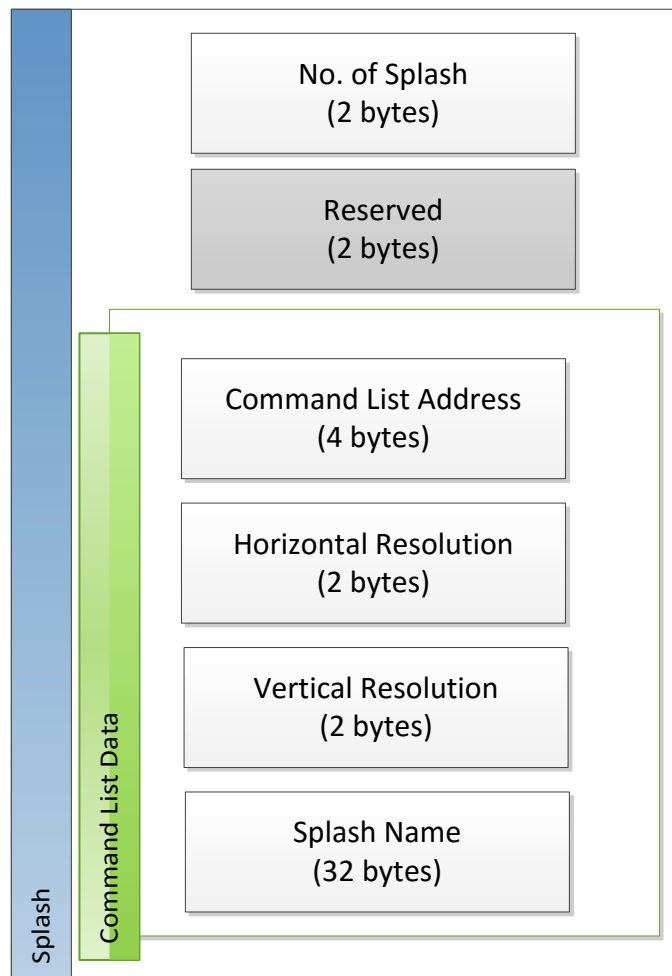 No. of Splash
(2 bytes)
Reserved
(2 bytes)
Command List Address
(4 bytes)
Horizontal Resolution
(2 bytes)
Vertical Resolution
(2 bytes)
Splash Name
(32 bytes)
Command List Data
Splash